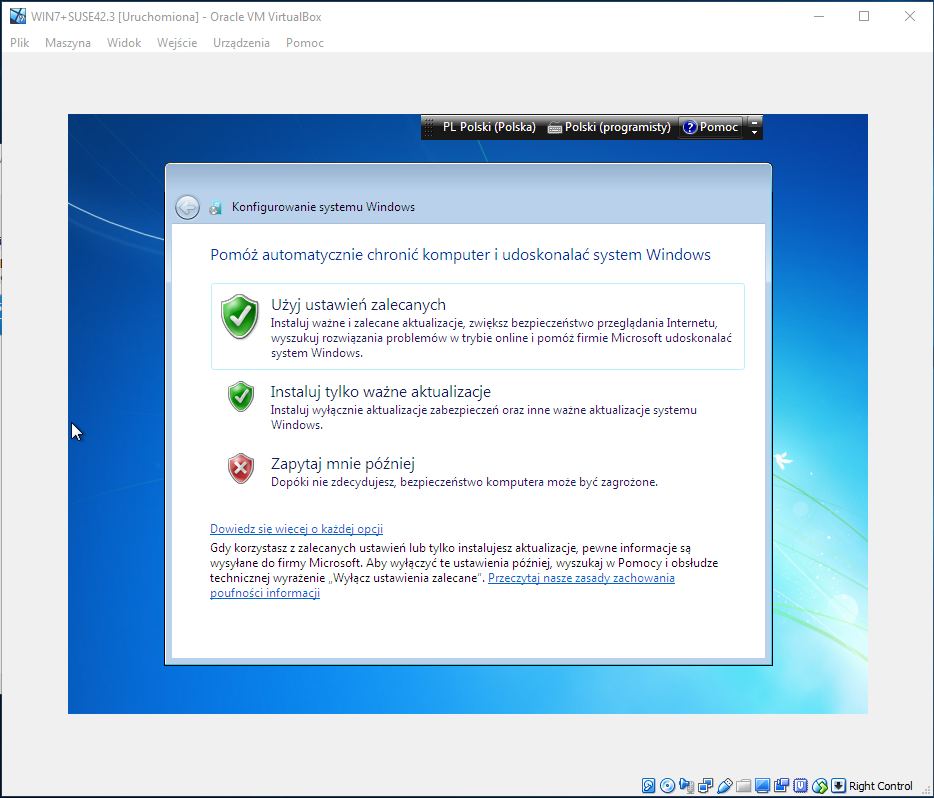 WIN7+SUSE42.3 [Uruchomiona] - Oracle VM VirtualBox
Plik Maszyna Widok Wejście Urządzenia Pomoc
PL Polski (Polska) Polski (programisty) Pomoc
Konfigurowanie systemu Windows
Pomóż automatycznie chronić komputer i udoskonalać system Windows
Użyj ustawień zalecanych
Instaluj ważne i zalecane aktualizacje, zwiększ bezpieczeństwo przeglądania Internetu,
wyszukuj rozwiązania problemów w trybie online i pomóż firmie Microsoft udoskonalać
system Windows.
Instaluj tylko ważne aktualizacje
Instaluj wyłącznie aktualizacje zabezpieczeń oraz inne ważne aktualizacje systemu
Windows.
Zapytaj mnie później
Dopóki nie zdecydujesz, bezpieczeństwo komputera może być zagrożone.
Dowiedz się więcej o każdej opcji
Gdy korzystasz z zalecanych ustawień lub tylko instalujesz aktualizacje, pewne informacje są
wysyłane do firmy Microsoft. Aby wyłączyć te ustawienia później, wyszukaj w Pomocy i obsłudze
technicznej wyrażenie „Wyłącz ustawienia zalecane”. Przeczytaj nasze zasady zachowania
poufności informacji
Right Control